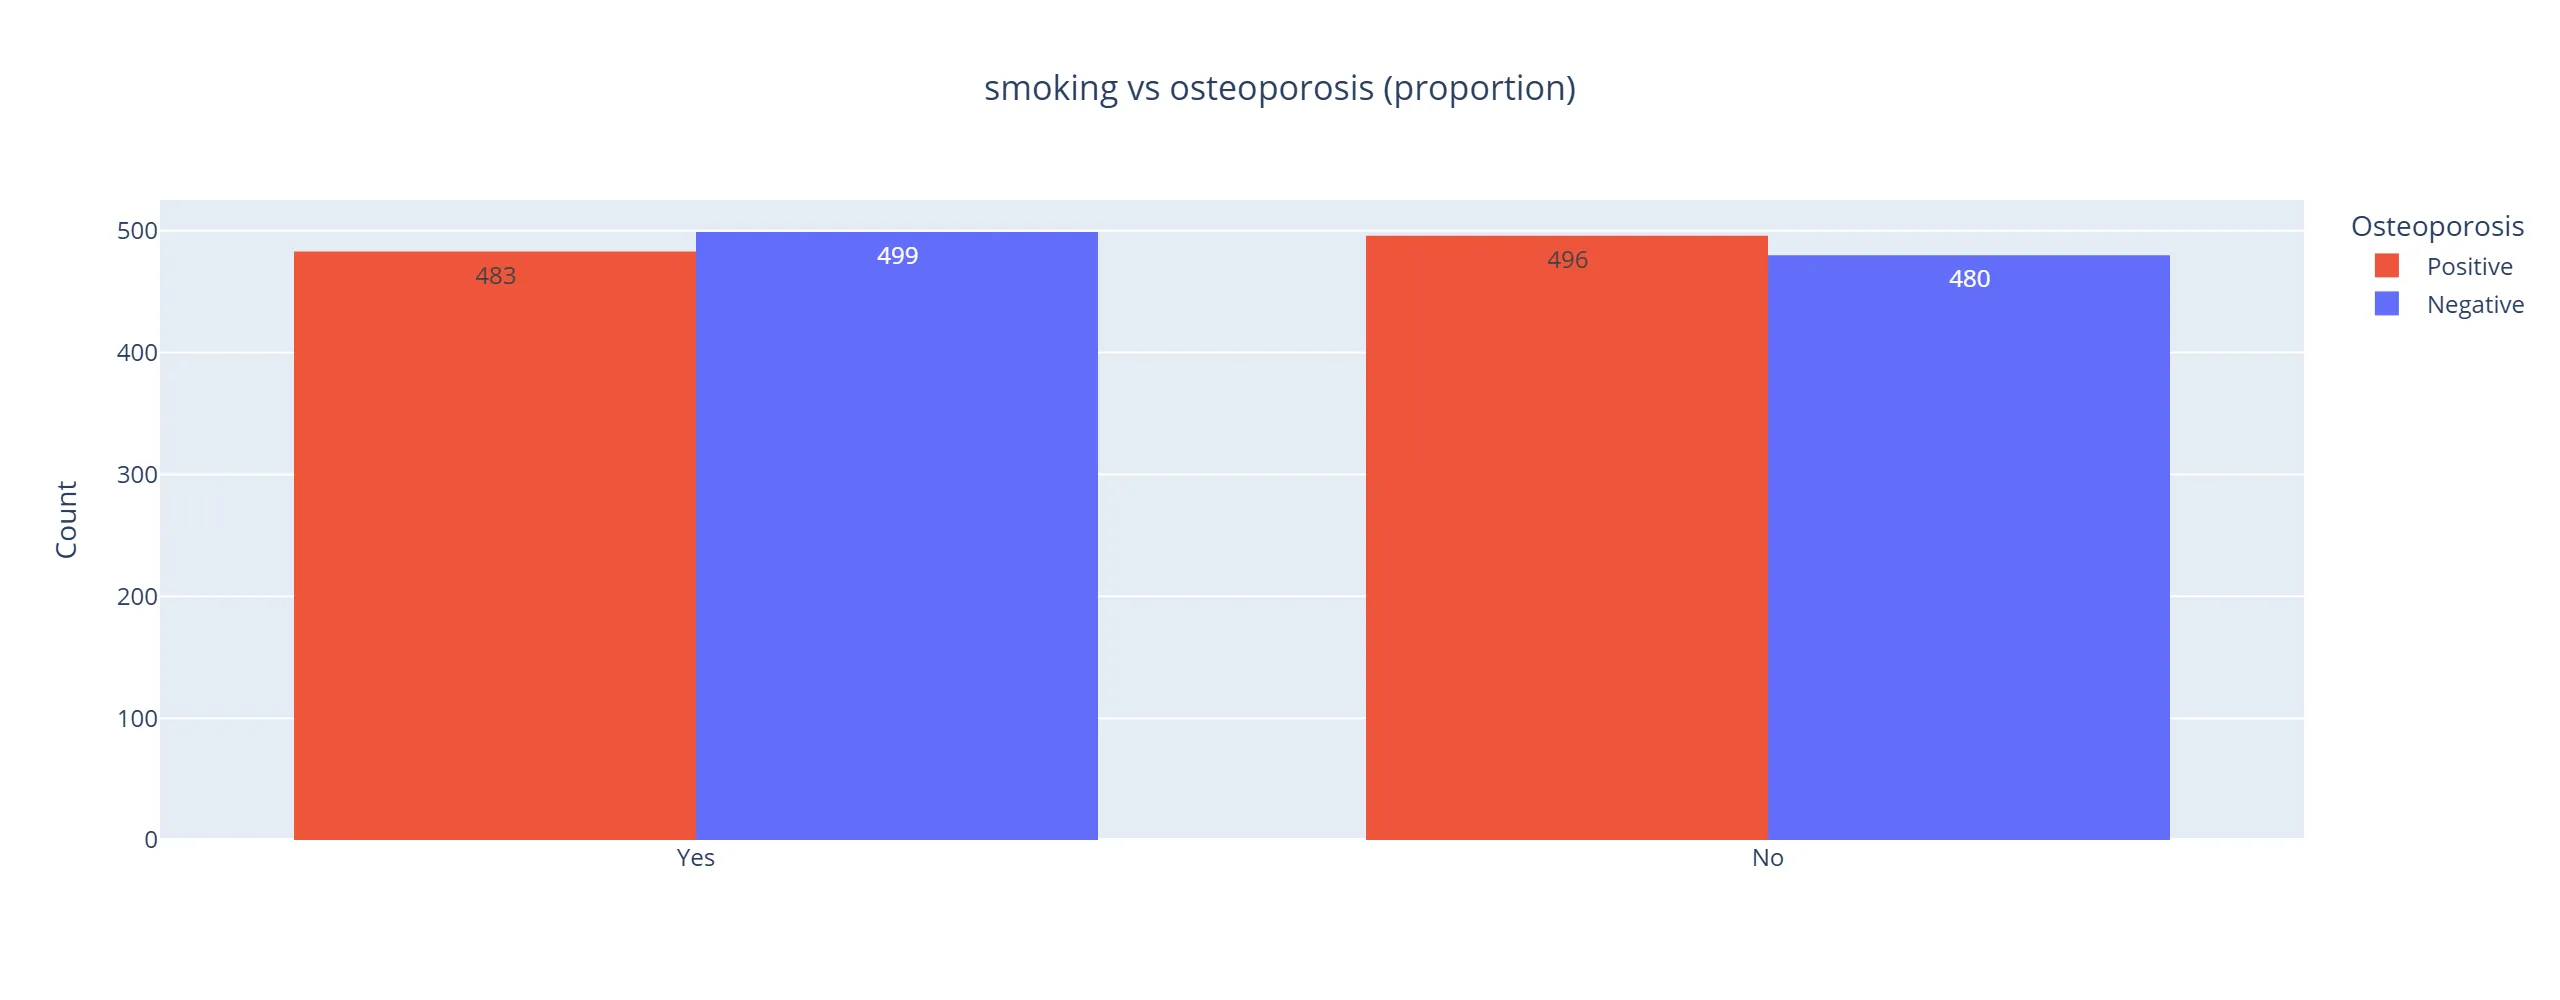 smoking vs osteoporosis (proportion)
Count
500
400
300
200
100
0
483
499
496
480
Yes
No
Osteoporosis
Positive
Negative